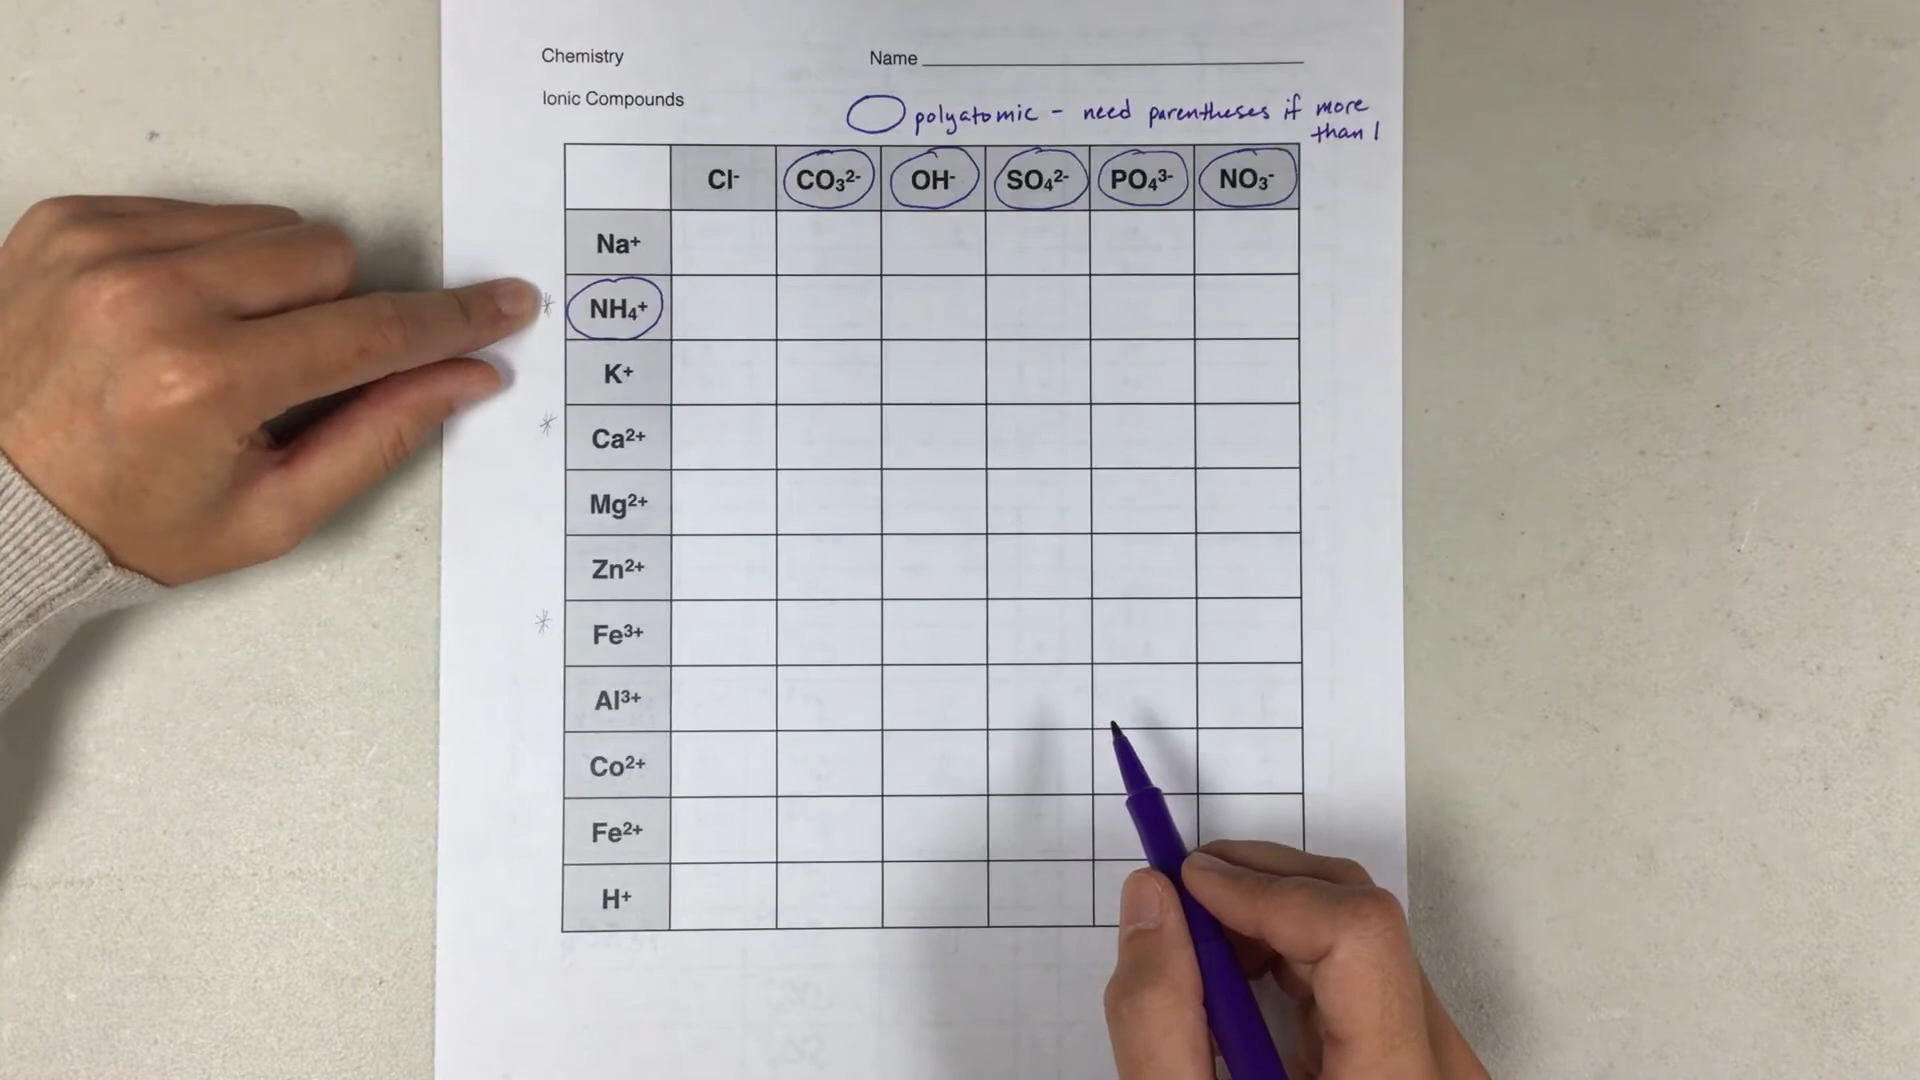 Chemistry
Name
Ionic Compounds
polyatomic - need parentheses if more
than 1
Cl⁻ CO₃²⁻ OH⁻ SO₄²⁻ PO₄³⁻ NO₃⁻
Na⁺
* NH₄⁺
K⁺
* Ca²⁺
Mg²⁺
Zn²⁺
* Fe³⁺
Al³⁺
Co²⁺
Fe²⁺
H⁺